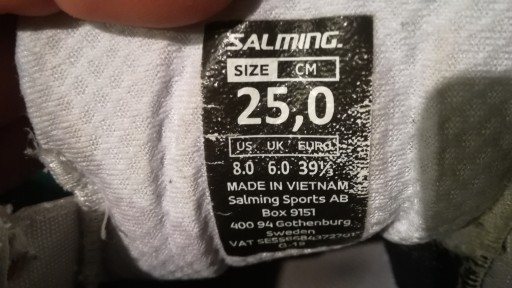 SALMING.
SIZE CM
25,0
US UK EURO
8.0 6.0 39⅓
MADE IN VIETNAM
Salming Sports AB
Box 9151
400 94 Gothenburg
Sweden
VAT